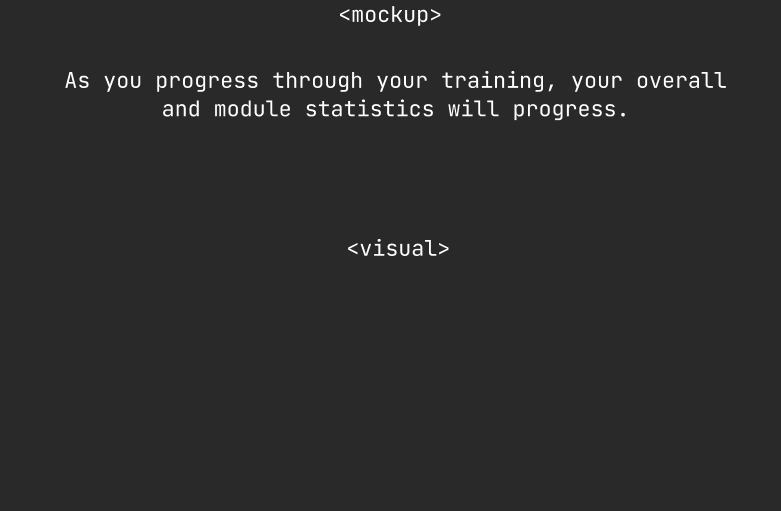 <mockup>
As you progress through your training, your overall
and module statistics will progress.
<visual>